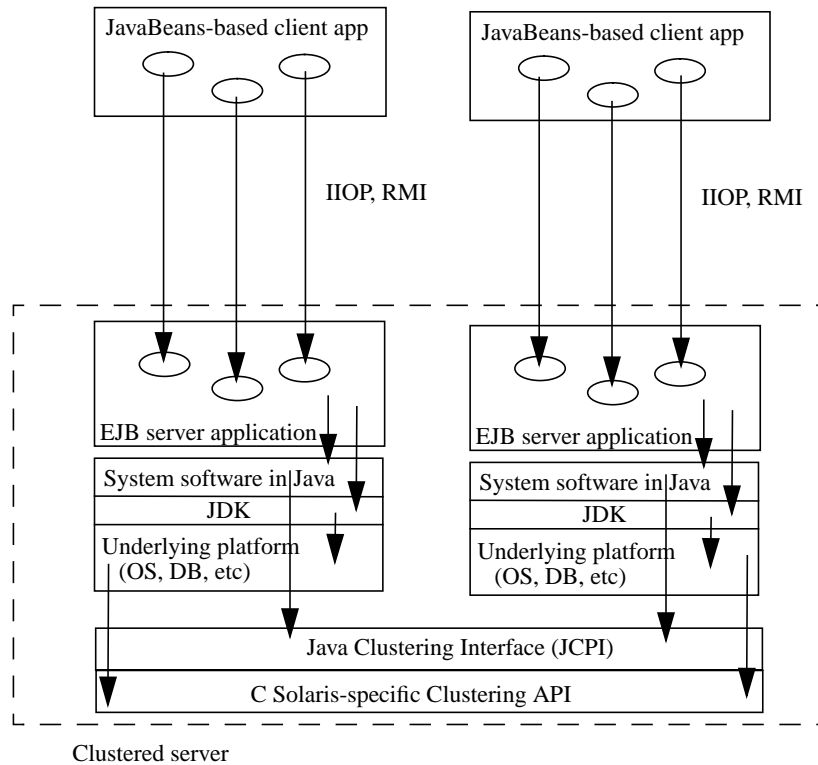 JavaBeans-based client app
JavaBeans-based client app
IIOP, RMI
IIOP, RMI
EJB server application
EJB server application
System software in Java
System software in Java
JDK
JDK
Underlying platform
(OS, DB, etc)
Underlying platform
(OS, DB, etc)
Java Clustering Interface (JCPI)
C Solaris-specific Clustering API
Clustered server